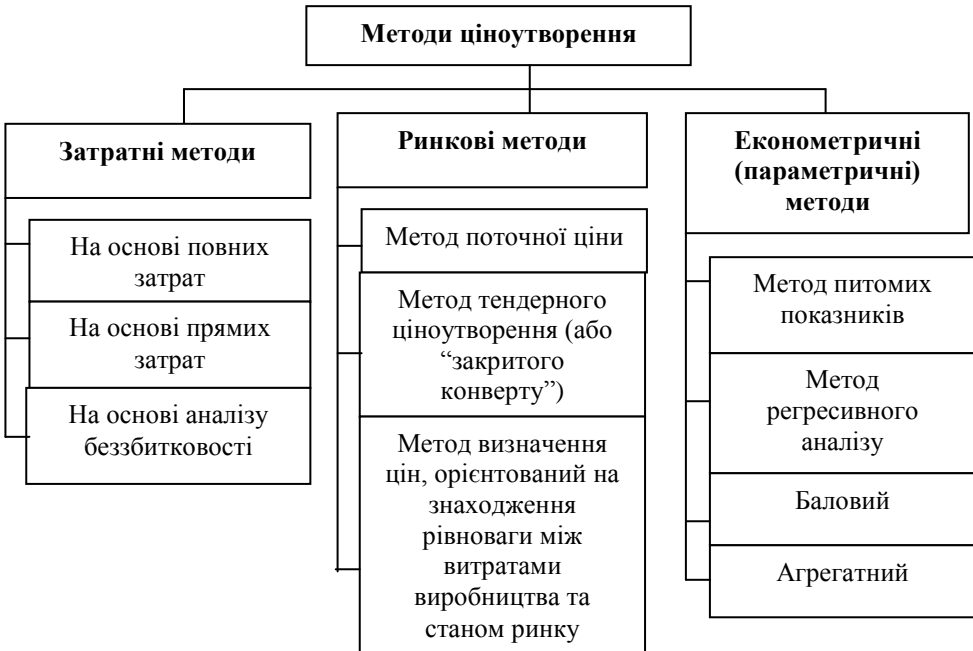 Методи ціноутворення
Затратні методи
На основі повних
затрат
На основі прямих
затрат
На основі аналізу
беззбитковості
Ринкові методи
Метод поточної ціни
Метод тендерного
ціноутворення (або
“закритого
конверту”)
Метод визначення
цін, орієнтований на
знаходження
рівноваги між
витратами
виробництва та
станом ринку
Економетричні
(параметричні)
методи
Метод питомих
показників
Метод
регресивного
аналізу
Баловий
Агрегатний